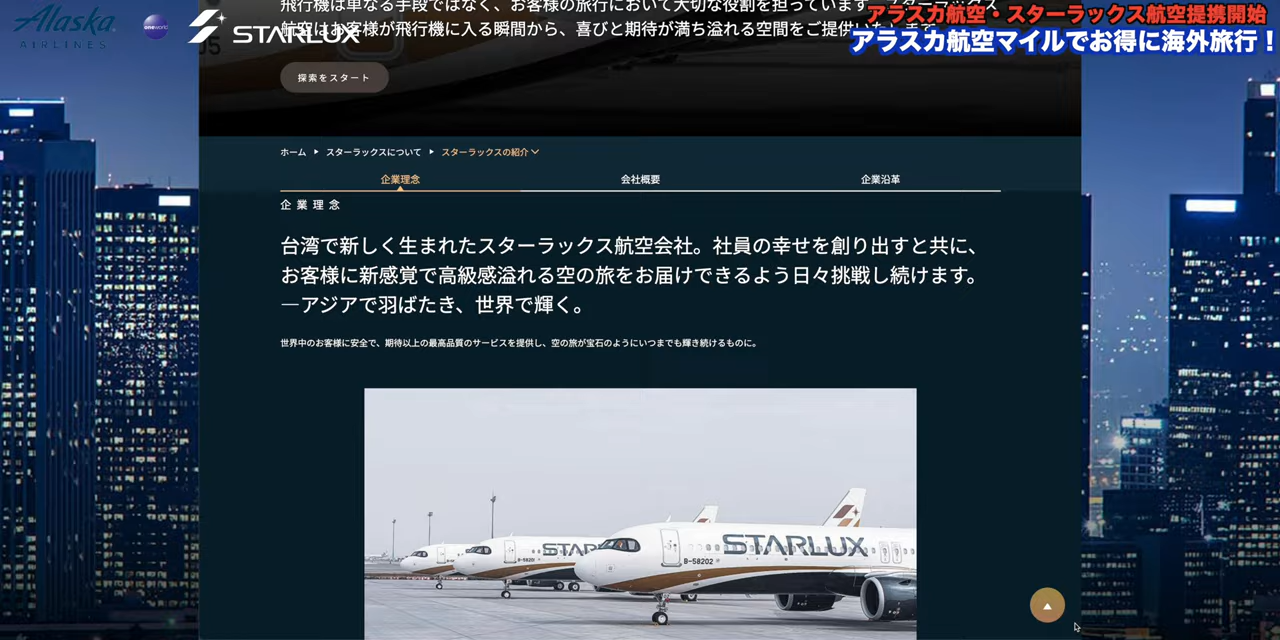 飛行機は単なる手段ではなく、お客様の旅行において大切な役割を担っています
航空はお客様が飛行機に入る瞬間から、喜びと期待が満ち溢れる空間をご提供
Alaska
AIRLINES
oneworld
STARLUX
アラスカ航空・スターラックス航空提携開始
アラスカ航空マイルでお得に海外旅行！
探索をスタート
ホーム ▶ スターラックスについて ▶ スターラックスの紹介
企業理念 会社概要 企業沿革
企業理念
台湾で新しく生まれたスターラックス航空会社。社員の幸せを創り出すと共に、
お客様に新感覚で高級感溢れる空の旅をお届けできるよう日々挑戦し続けます。
―アジアで羽ばたき、世界で輝く。
世界中のお客様に安全で、期待以上の最高品質のサービスを提供し、空の旅が宝石のようにいつまでも輝き続けるものに。
STARLUX
B-58201
B-58202